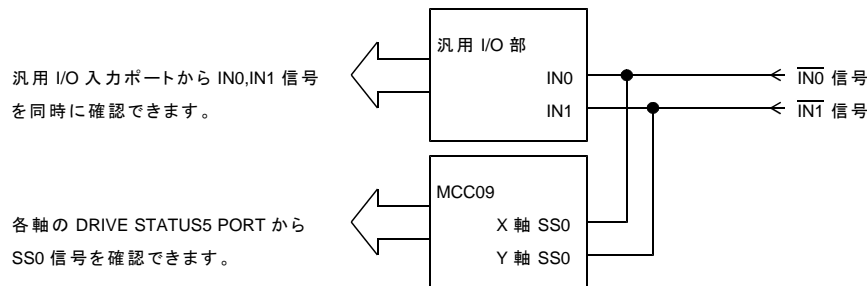 汎用 I/O 部
汎用 I/O 入力ポートから IN0,IN1 信号
を同時に確認できます。
IN0
IN1
IN0 信号
IN1 信号
MCC09
各軸の DRIVE STATUS5 PORT から
SS0 信号を確認できます。
X 軸 SS0
Y 軸 SS0